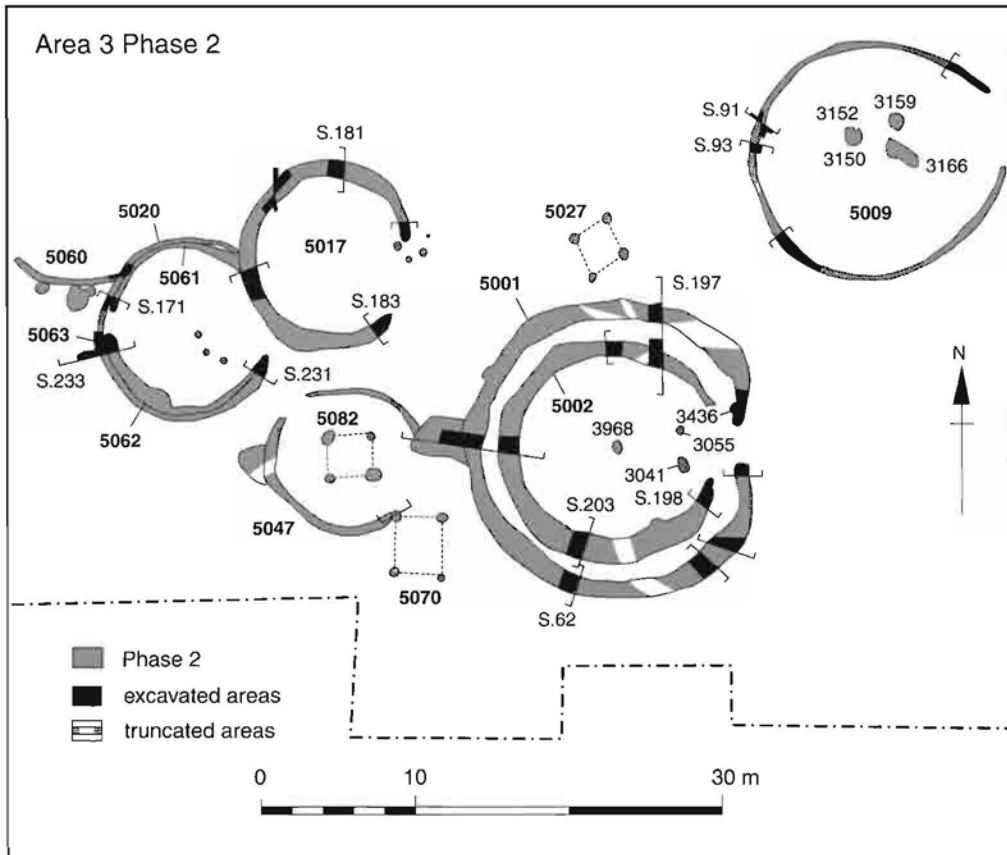 Area 3 Phase 2
S.181
S.91
S.93
3152
3159
3150
3166
5009
5020
5060
5061
5017
5027
5001
S.197
S.171
S.183
5063
S.233
S.231
5062
5002
5082
3968
3436
3055
3041
S.198
S.203
5047
5070
S.62
N
Phase 2
excavated areas
truncated areas
0 10 30 m